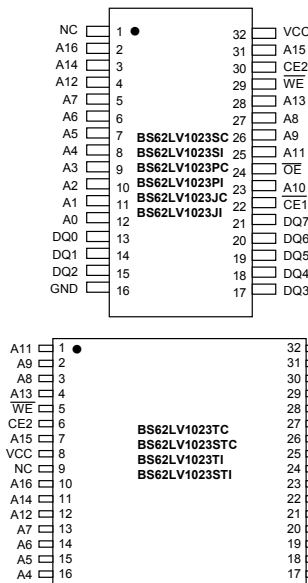 NC 1 32 VCC
A16 2 31 A15
A14 3 30 CE2
A12 4 29 WE
A7 5 28 A13
A6 6 27 A8
A5 7 BS62LV1023SC 26 A9
A4 8 BS62LV1023SI 25 A11
A3 9 BS62LV1023PC 24 OE
A2 10 BS62LV1023PI 23 A10
A1 11 BS62LV1023JC 22 CE1
A0 12 BS62LV1023JI 21 DQ7
DQ0 13 20 DQ6
DQ1 14 19 DQ5
DQ2 15 18 DQ4
GND 16 17 DQ3
A11 1 32
A9 2 31
A8 3 30
A13 4 29
WE 5 28
CE2 6 27
A15 7 BS62LV1023TC 26
VCC 8 BS62LV1023STC 25
NC 9 BS62LV1023TI 24
A16 10 BS62LV1023STI 23
A14 11 22
A12 12 21
A7 13 20
A6 14 19
A5 15 18
A4 16 17